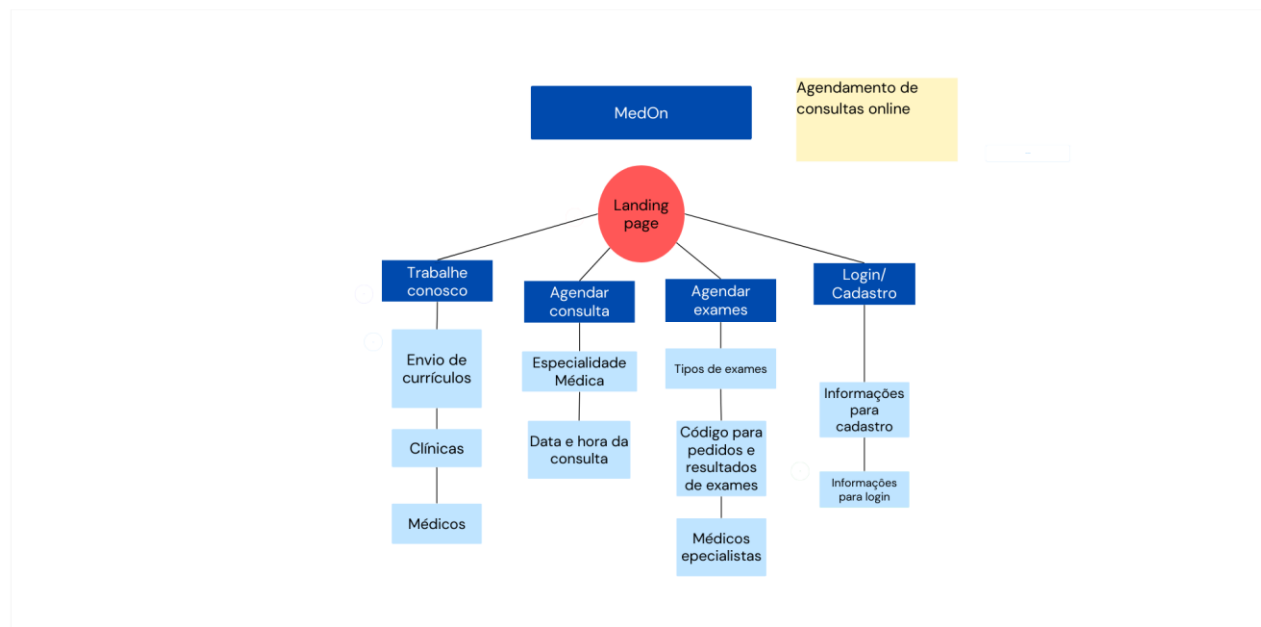 MedOn
Agendamento de
consultas online
Landing
page
Trabalhe
conosco
Envio de
currículos
Clínicas
Médicos
Agendar
consulta
Especialidade
Médica
Data e hora da
consulta
Agendar
exames
Tipos de exames
Código para
pedidos e
resultados
de exames
Médicos
epecialistas
Login/
Cadastro
Informações
para
cadastro
Informações
para login